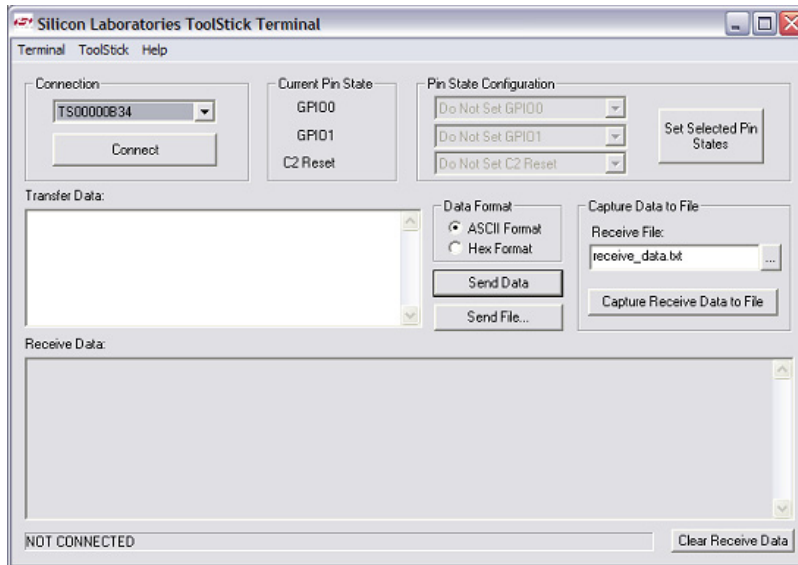 Silicon Laboratories ToolStick Terminal
Terminal ToolStick Help
Connection
TS00000B34
Connect
Current Pin State
GPIO0
GPIO1
C2 Reset
Pin State Configuration
Do Not Set GPIO0
Do Not Set GPIO1
Do Not Set C2 Reset
Set Selected Pin
States
Transfer Data:
Data Format
ASCII Format
Hex Format
Send Data
Send File...
Capture Data to File
Receive File:
receive_data.txt
...
Capture Receive Data to File
Receive Data:
NOT CONNECTED
Clear Receive Data